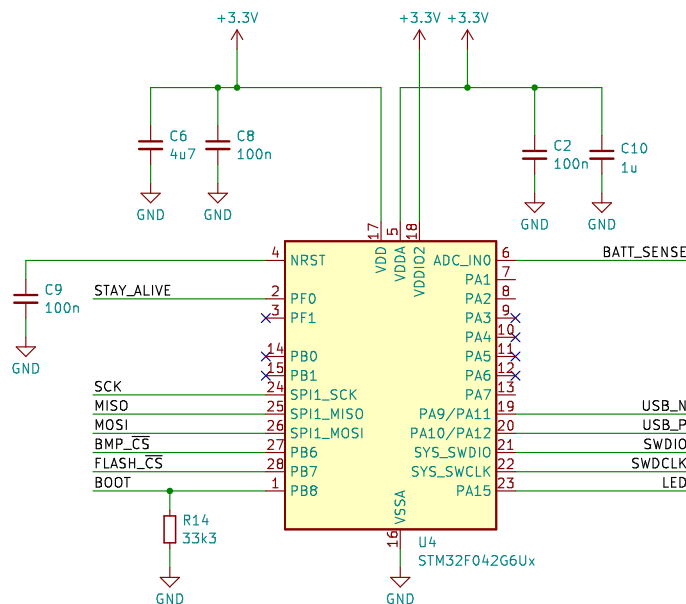 +3.3V
+3.3V
+3.3V
C6
4u7
C8
100n
C2
100n
C10
1u
GND
GND
GND
GND
17
5
18
VDD
VDDA
VDDIO2
4
NRST
ADC_IN0
6
BATT_SENSE
PA1
7
C9
100n
STAY_ALIVE
2
PF0
PA2
8
3
PF1
PA3
9
PA4
10
GND
14
PB0
PA5
11
15
PB1
PA6
12
SCK
24
SPI1_SCK
PA7
13
MISO
25
SPI1_MISO
PA9/PA11
19
USB_N
MOSI
26
SPI1_MOSI
PA10/PA12
20
USB_P
BMP_CS
27
PB6
SYS_SWDIO
21
SWDIO
FLASH_CS
28
PB7
SYS_SWCLK
22
SWDCLK
BOOT
1
PB8
PA15
23
LED
VSSA
16
R14
33k3
U4
STM32F042G6Ux
GND
GND